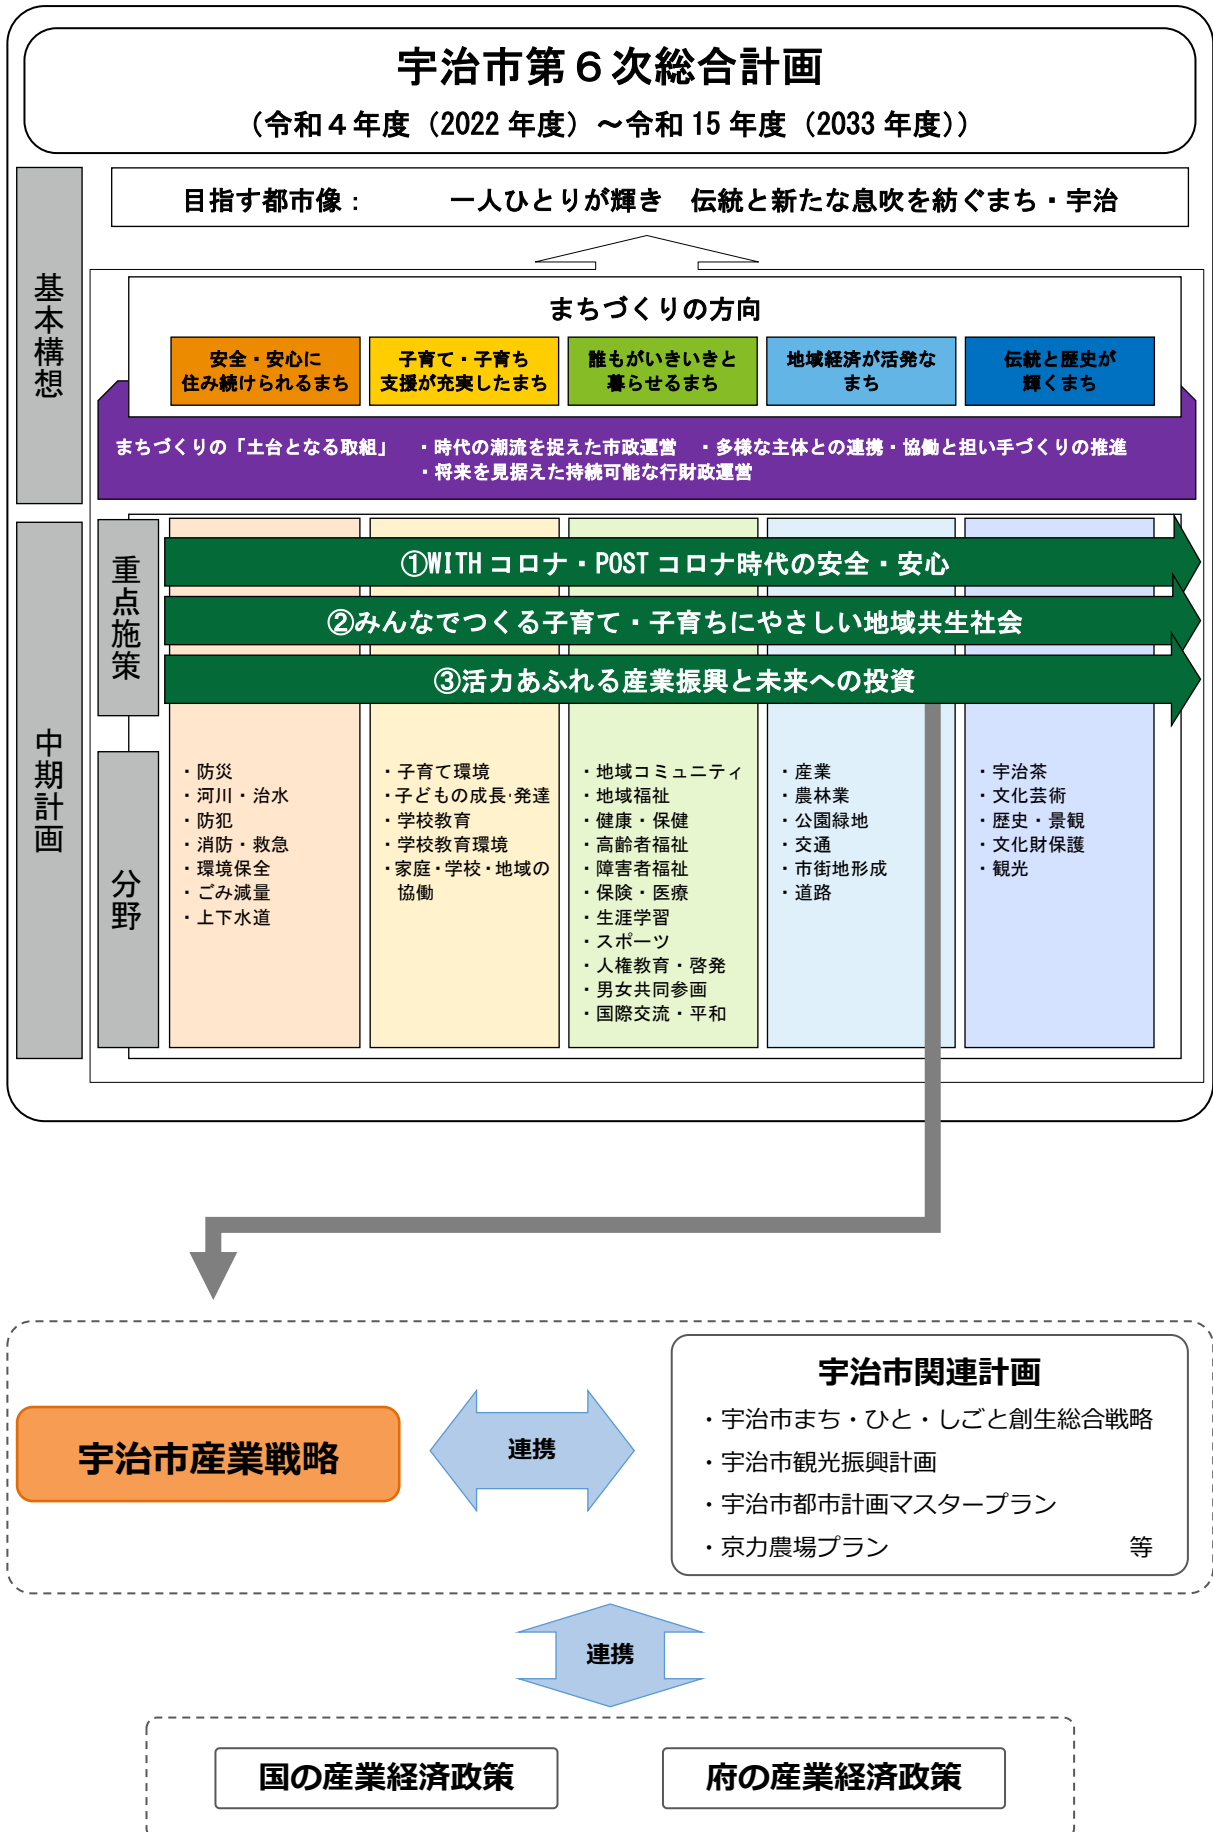 宇治市第６次総合計画
（令和４年度（2022 年度）～令和 15 年度（2033 年度））
基本構想
目指す都市像：　一人ひとりが輝き　伝統と新たな息吹を紡ぐまち・宇治
まちづくりの方向
安全・安心に
住み続けられるまち
子育て・子育ち
支援が充実したまち
誰もがいきいきと
暮らせるまち
地域経済が活発な
まち
伝統と歴史が
輝くまち
まちづくりの「土台となる取組」　・時代の潮流を捉えた市政運営　・多様な主体との連携・協働と担い手づくりの推進
・将来を見据えた持続可能な行財政運営
中期計画
重点施策
①WITH コロナ・POST コロナ時代の安全・安心
②みんなでつくる子育て・子育ちにやさしい地域共生社会
③活力あふれる産業振興と未来への投資
分野
・防災
・河川・治水
・防犯
・消防・救急
・環境保全
・ごみ減量
・上下水道
・子育て環境
・子どもの成長・発達
・学校教育
・学校教育環境
・家庭・学校・地域の
協働
・地域コミュニティ
・地域福祉
・健康・保健
・高齢者福祉
・障害者福祉
・保険・医療
・生涯学習
・スポーツ
・人権教育・啓発
・男女共同参画
・国際交流・平和
・産業
・農林業
・公園緑地
・交通
・市街地形成
・道路
・宇治茶
・文化芸術
・歴史・景観
・文化財保護
・観光
宇治市産業戦略
連携
宇治市関連計画
・宇治市まち・ひと・しごと創生総合戦略
・宇治市観光振興計画
・宇治市都市計画マスタープラン
・京力農場プラン　等
連携
国の産業経済政策
府の産業経済政策